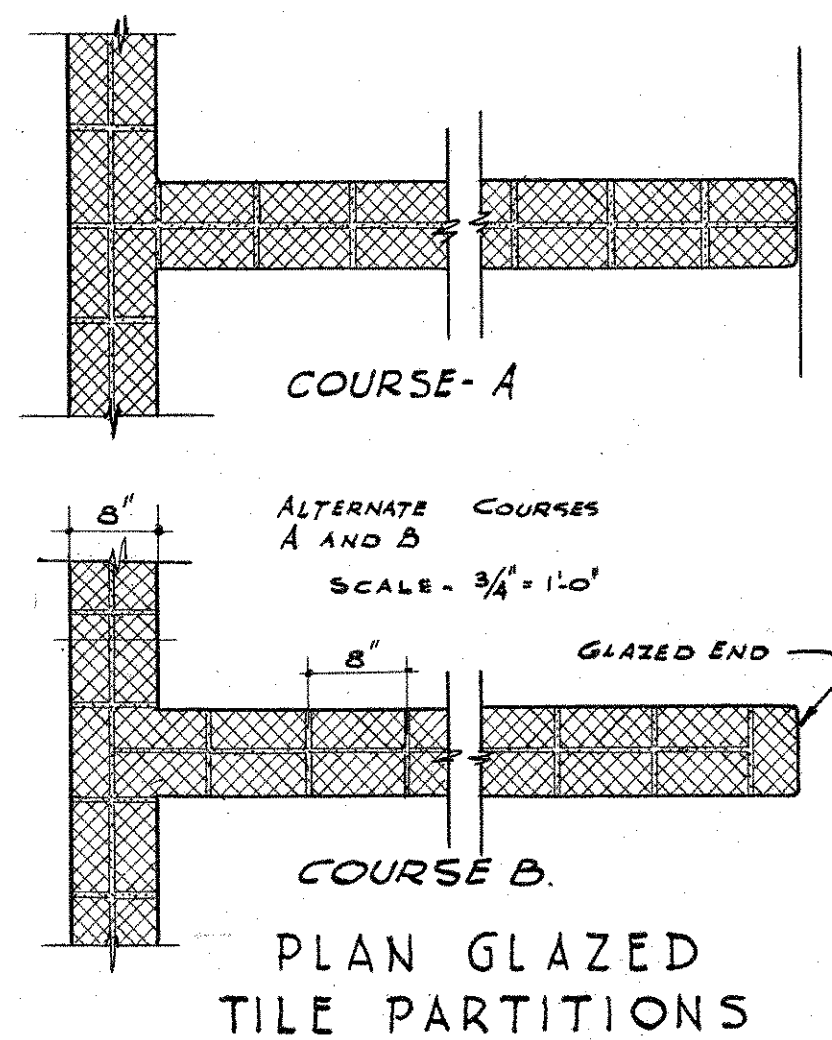 COURSE- A
8"
ALTERNATE COURSES
A AND B
SCALE - 3/4" = 1'-0"
8"
GLAZED END
COURSE B.
PLAN GLAZED
TILE PARTITIONS